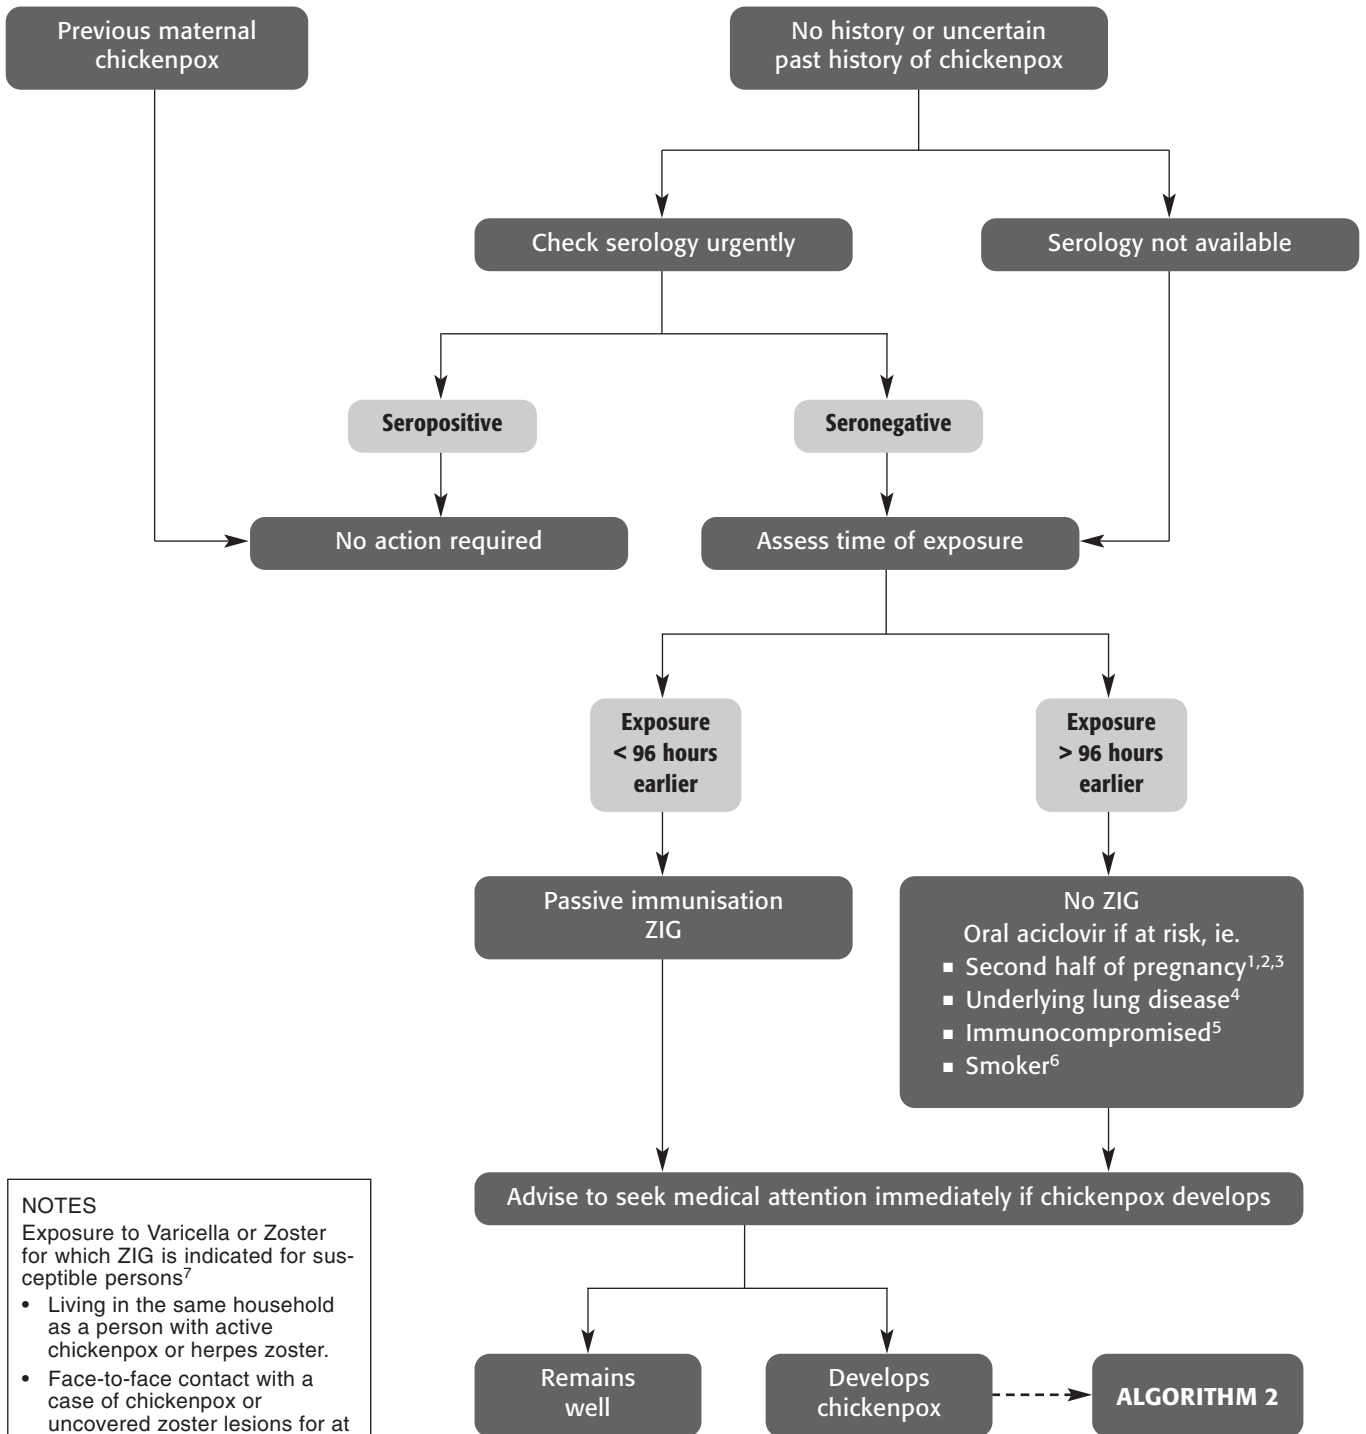 Previous maternal
chickenpox
No history or uncertain
past history of chickenpox
Check serology urgently
Serology not available
Seropositive
Seronegative
No action required
Assess time of exposure
Exposure
< 96 hours
earlier
Exposure
> 96 hours
earlier
Passive immunisation
ZIG
No ZIG
Oral aciclovir if at risk, ie.
▪ Second half of pregnancy1,2,3
▪ Underlying lung disease4
▪ Immunocompromised5
▪ Smoker6
Advise to seek medical attention immediately if chickenpox develops
NOTES
Exposure to Varicella or Zoster
for which ZIG is indicated for sus-
ceptible persons7
• Living in the same household
as a person with active
chickenpox or herpes zoster.
• Face-to-face contact with a
case of chickenpox or
uncovered zoster lesions for at
Remains
well
Develops
chickenpox
ALGORITHM 2